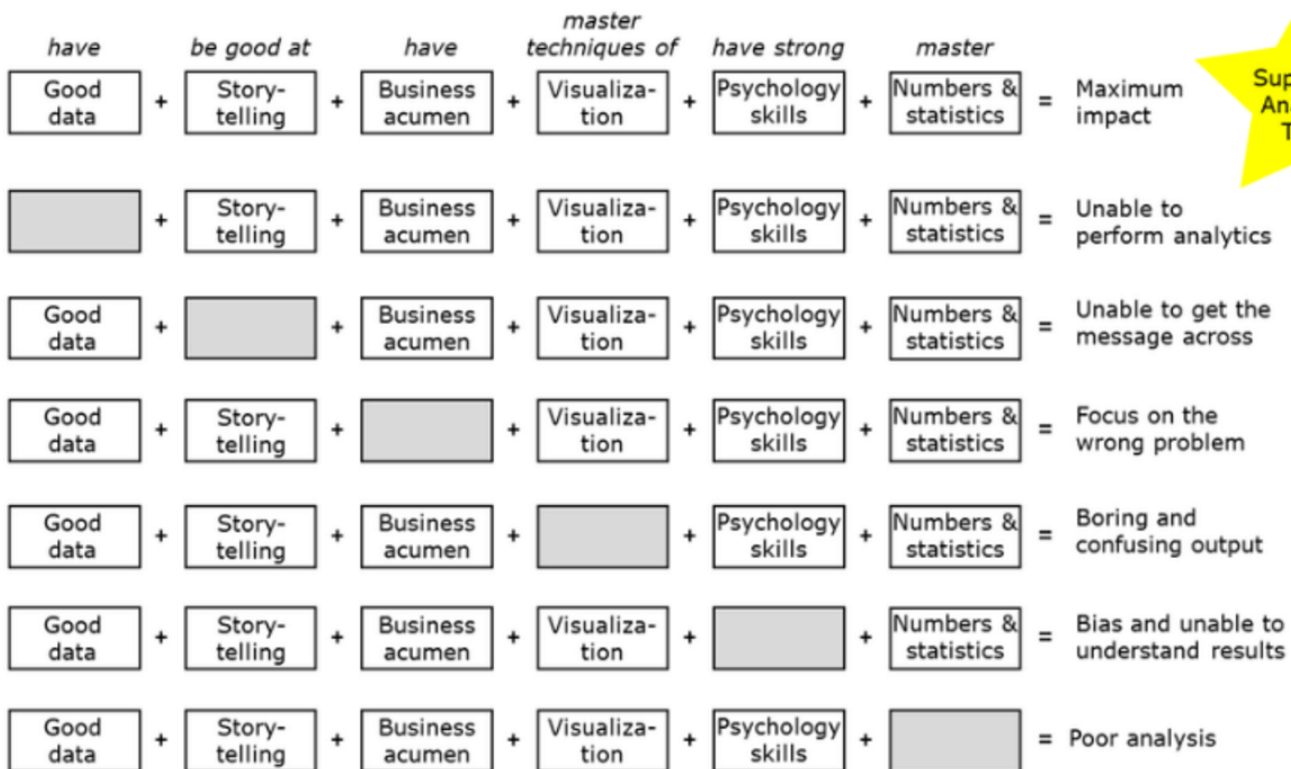 master
have be good at have techniques of have strong master
Good data + Story-telling + Business acumen + Visualiza-tion + Psychology skills + Numbers & statistics = Maximum impact
Story-telling + Business acumen + Visualiza-tion + Psychology skills + Numbers & statistics = Unable to perform analytics
Good data + Business acumen + Visualiza-tion + Psychology skills + Numbers & statistics = Unable to get the message across
Good data + Story-telling + Visualiza-tion + Psychology skills + Numbers & statistics = Focus on the wrong problem
Good data + Story-telling + Business acumen + Psychology skills + Numbers & statistics = Boring and confusing output
Good data + Story-telling + Business acumen + Visualiza-tion + Numbers & statistics = Bias and unable to understand results
Good data + Story-telling + Business acumen + Visualiza-tion + Psychology skills + = Poor analysis